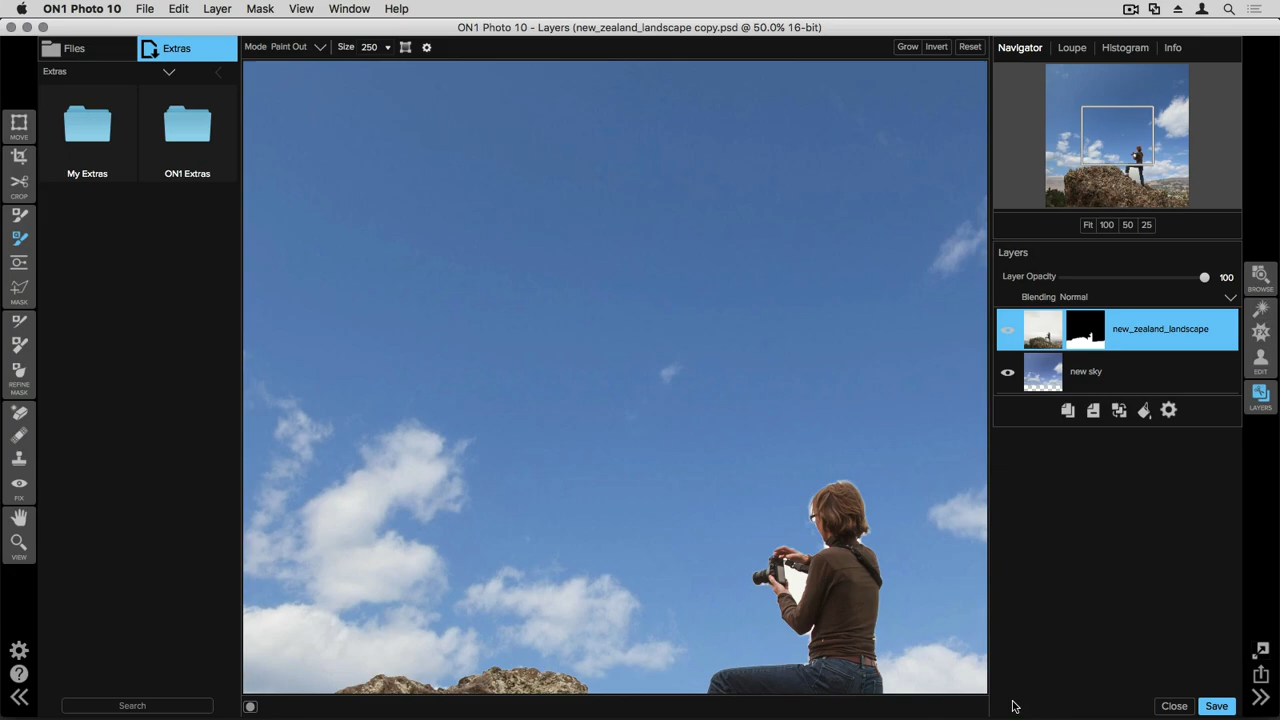 ON1 Photo 10 File Edit Layer Mask View Window Help
ON1 Photo 10 - Layers (new_zealand_landscape copy.psd @ 50.0% 16-bit)
Files Extras Mode Paint Out Size 250 Grow Invert Reset Navigator Loupe Histogram Info
Extras
My Extras ON1 Extras
MOVE
CROP
MASK
REFINE
MASK
FIX
VIEW
Fit 100 50 25
Layers
Layer Opacity 100
Blending Normal
new_zealand_landscape
new sky
BROWSE
FX
EDIT
LAYERS
Search
Close Save